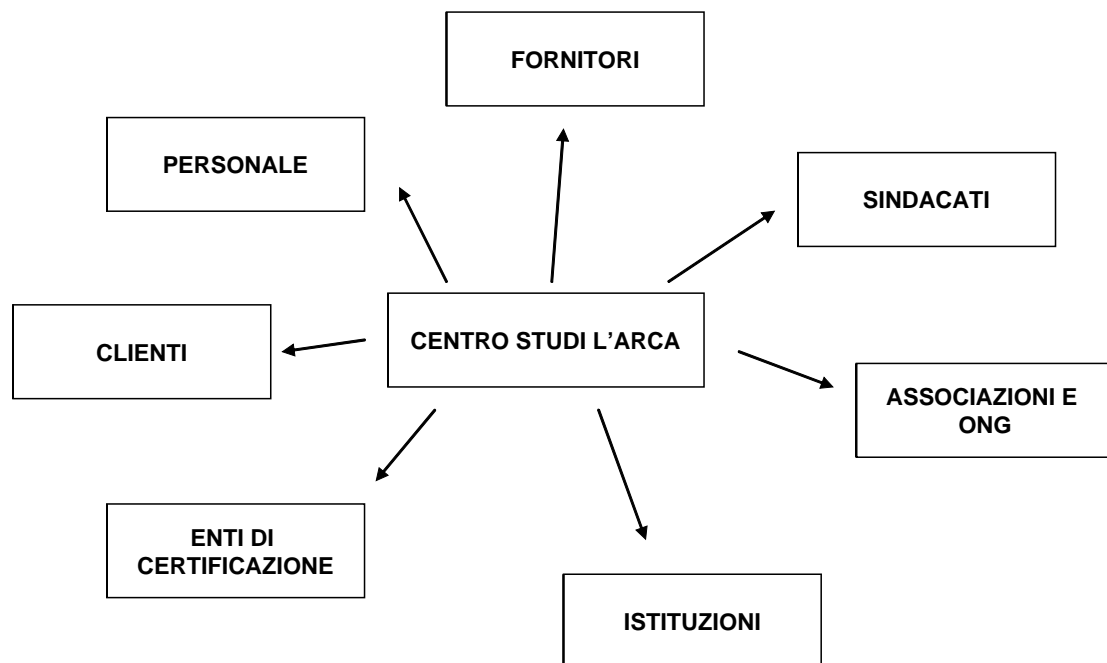 FORNITORI
PERSONALE
SINDACATI
CENTRO STUDI L’ARCA
CLIENTI
ASSOCIAZIONI E
ONG
ENTI DI
CERTIFICAZIONE
ISTITUZIONI